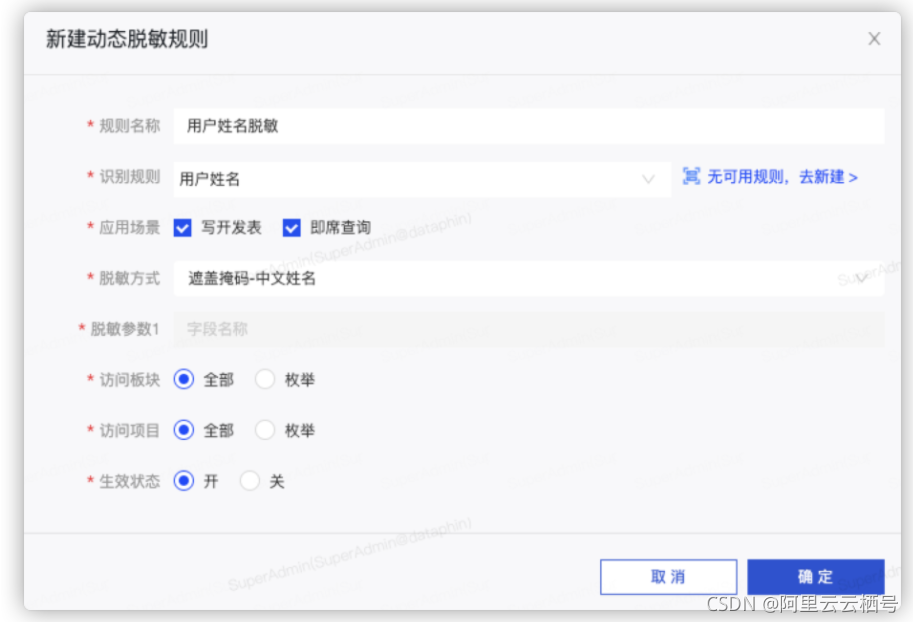 新建动态脱敏规则
* 规则名称 用户姓名脱敏
* 识别规则 用户姓名 无可用规则，去新建 >
* 应用场景 写开发表 即席查询
* 脱敏方式 遮盖掩码-中文姓名
* 脱敏参数1 字段名称
* 访问板块 全部 枚举
* 访问项目 全部 枚举
* 生效状态 开 关
SuperAdmin(SuperAdmin@dataphin)
取 消 确 定
CSDN @阿里云云栖号